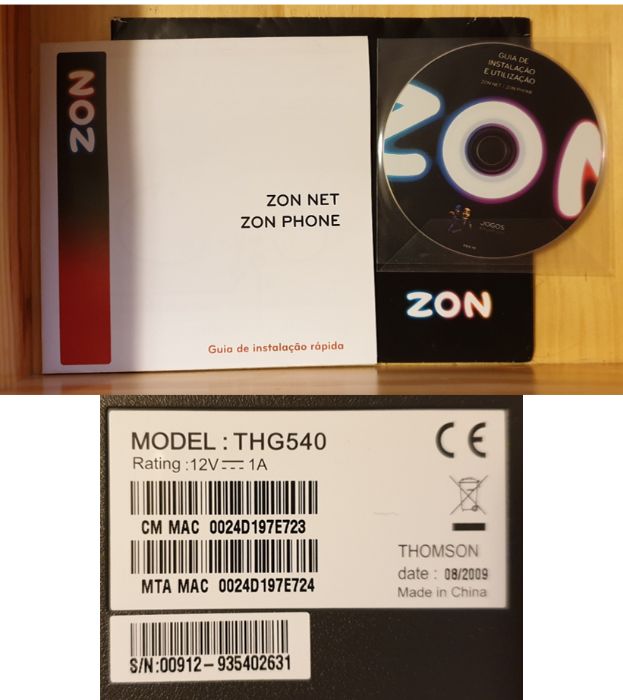 ZON
ZON NET
ZON PHONE
Guia de instalação rápida
GUIA DE
INSTALAÇÃO
E UTILIZAÇÃO
ZON NET / ZON PHONE
ZON
JOGOS
ZON
MODEL : THG540
Rating :12V⎓ 1A
CM MAC 0024D197E723
MTA MAC 0024D197E724
S/N:00912-935402631
CE
THOMSON
date : 08/2009
Made in China